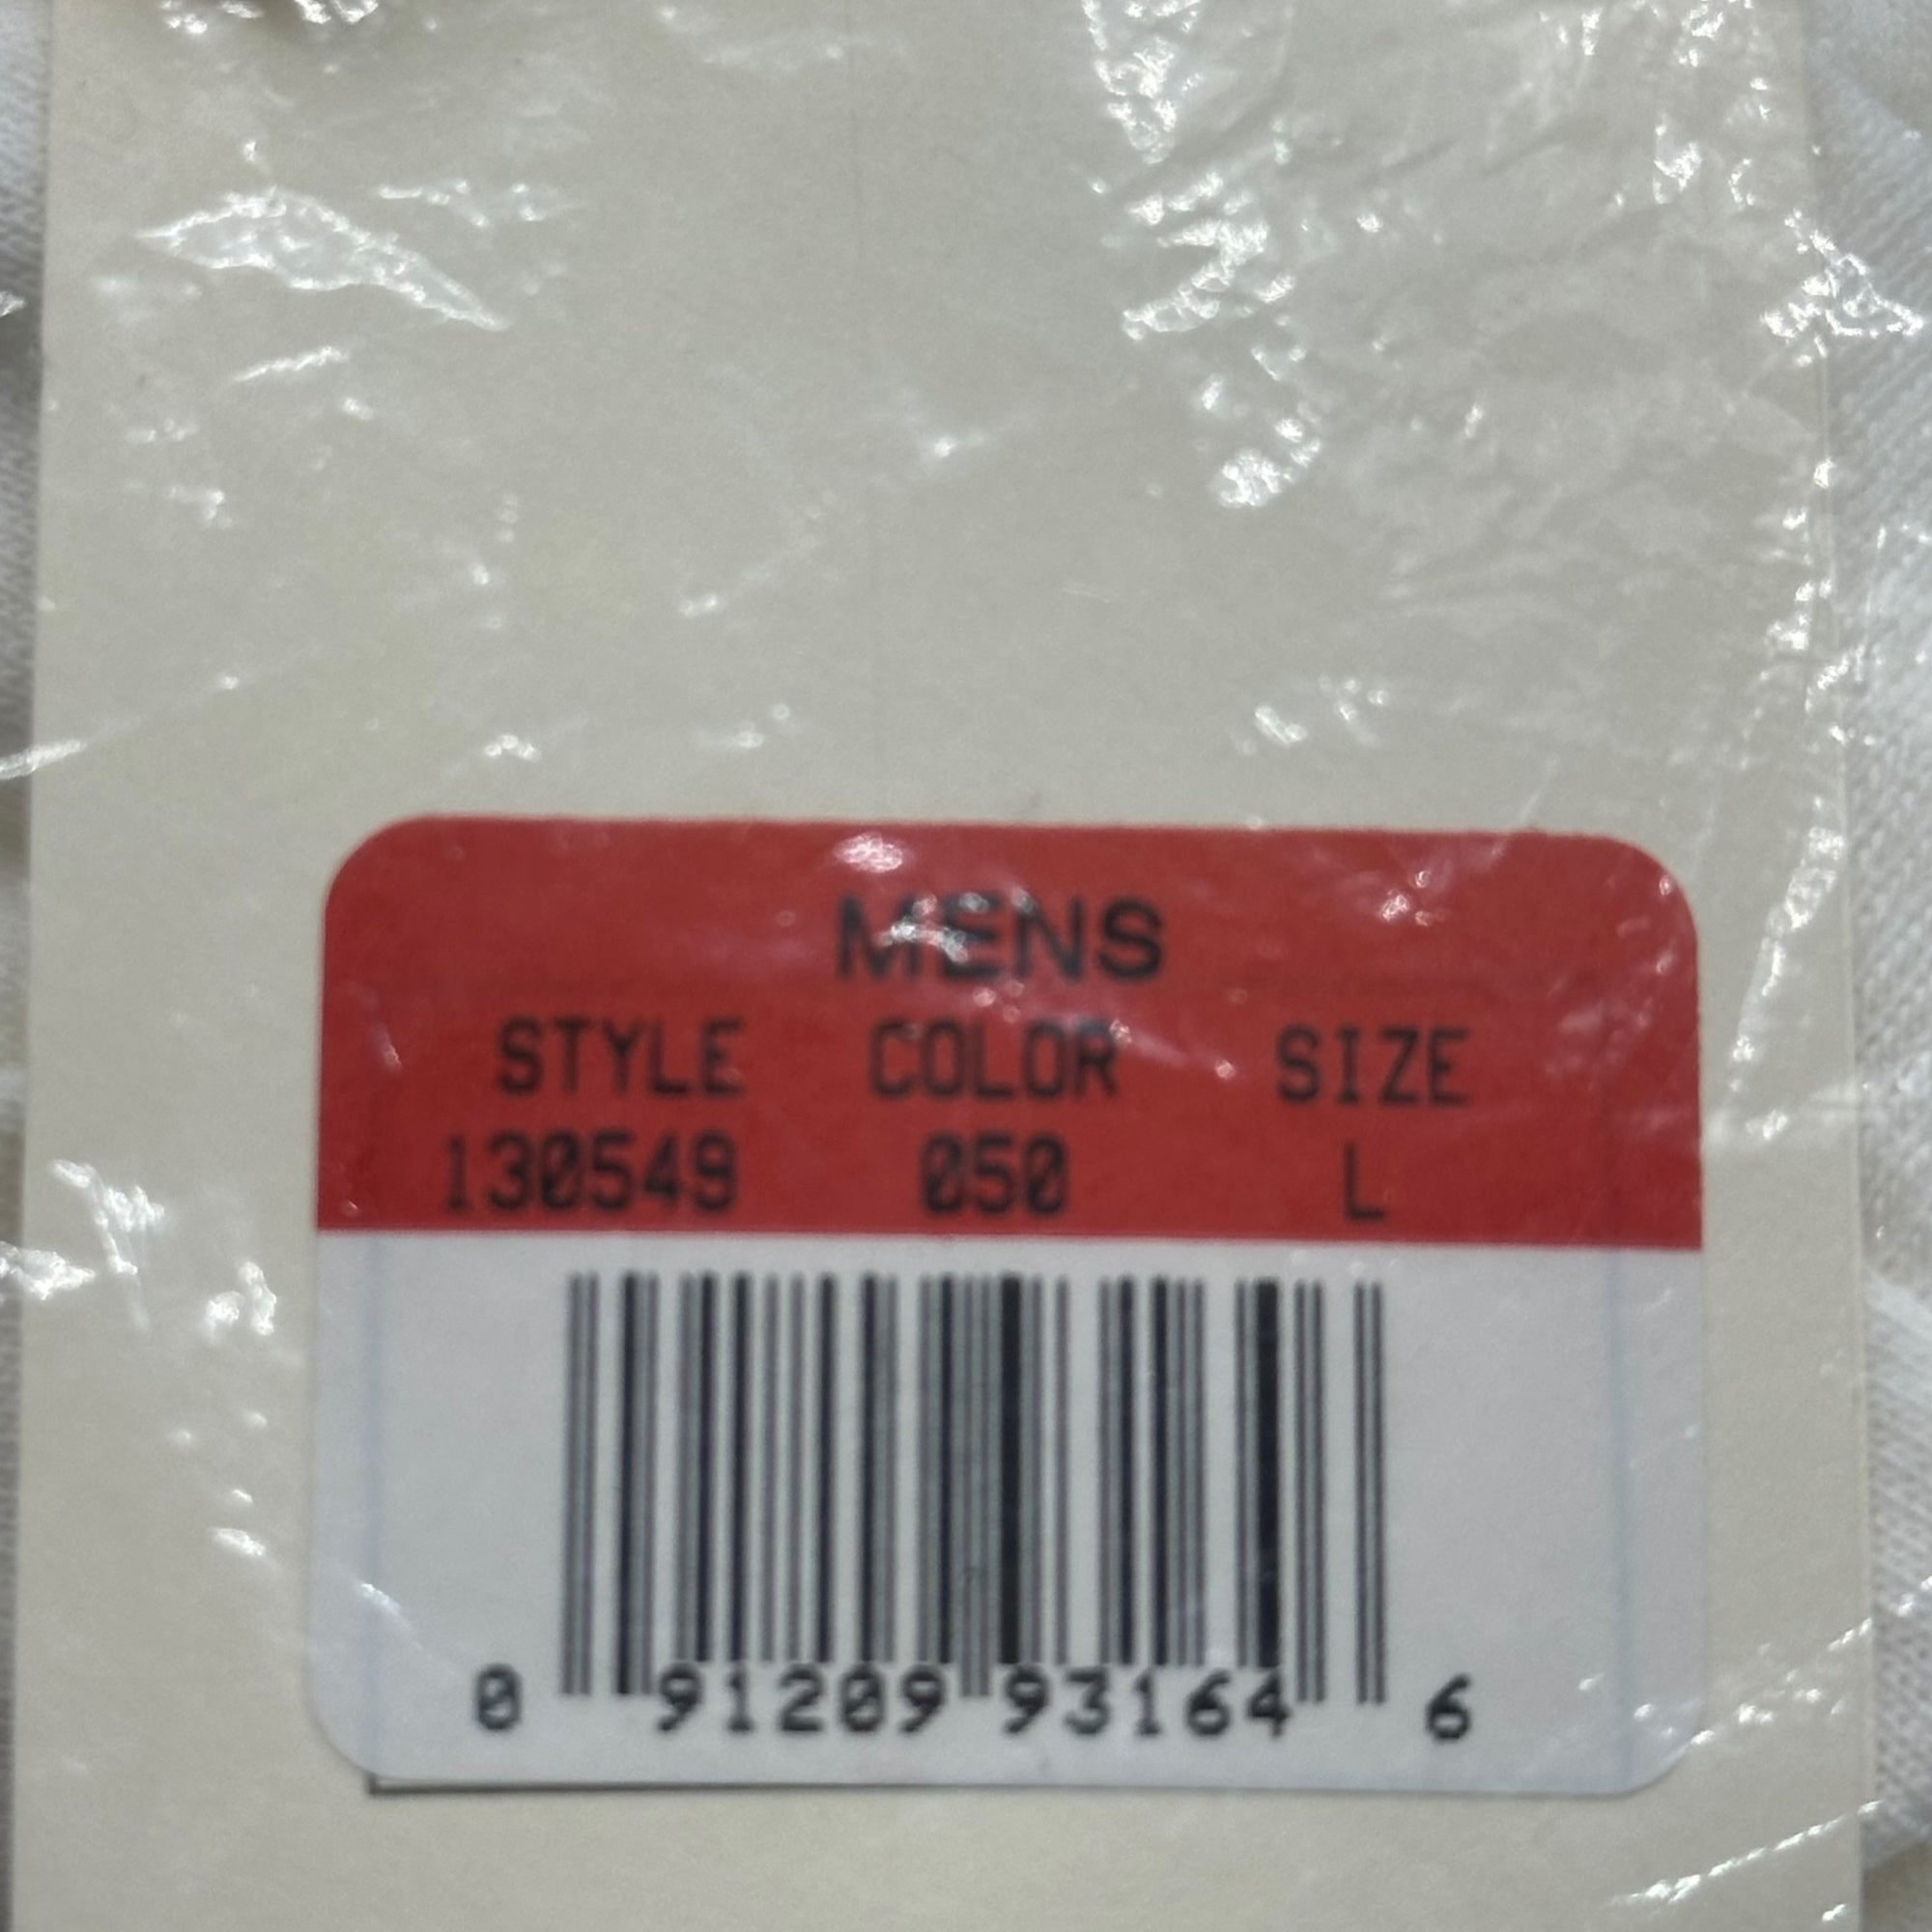 MENS
STYLE COLOR SIZE
130549 050 L
0 91209 93164 6